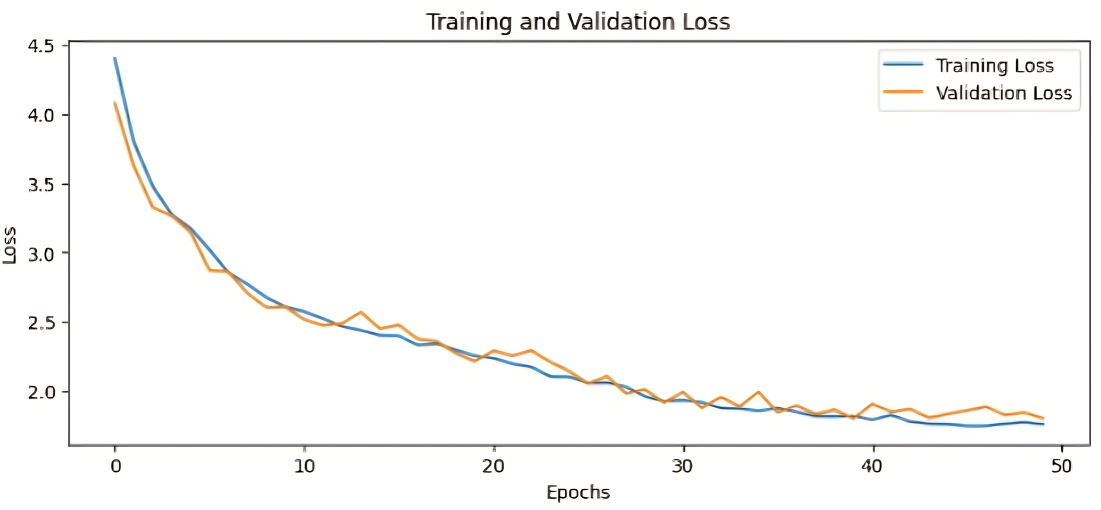 Training and Validation Loss
Training Loss
Validation Loss
4.5
4.0
3.5
3.0
2.5
2.0
Loss
0 10 20 30 40 50
Epochs